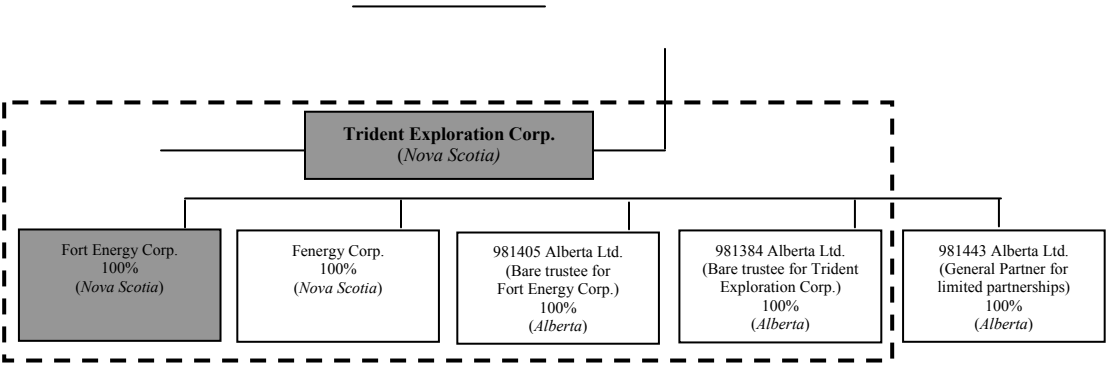 Trident Exploration Corp.
(Nova Scotia)
Fort Energy Corp.
100%
(Nova Scotia)
Fenergy Corp.
100%
(Nova Scotia)
981405 Alberta Ltd.
(Bare trustee for
Fort Energy Corp.)
100%
(Alberta)
981384 Alberta Ltd.
(Bare trustee for Trident
Exploration Corp.)
100%
(Alberta)
981443 Alberta Ltd.
(General Partner for
limited partnerships)
100%
(Alberta)